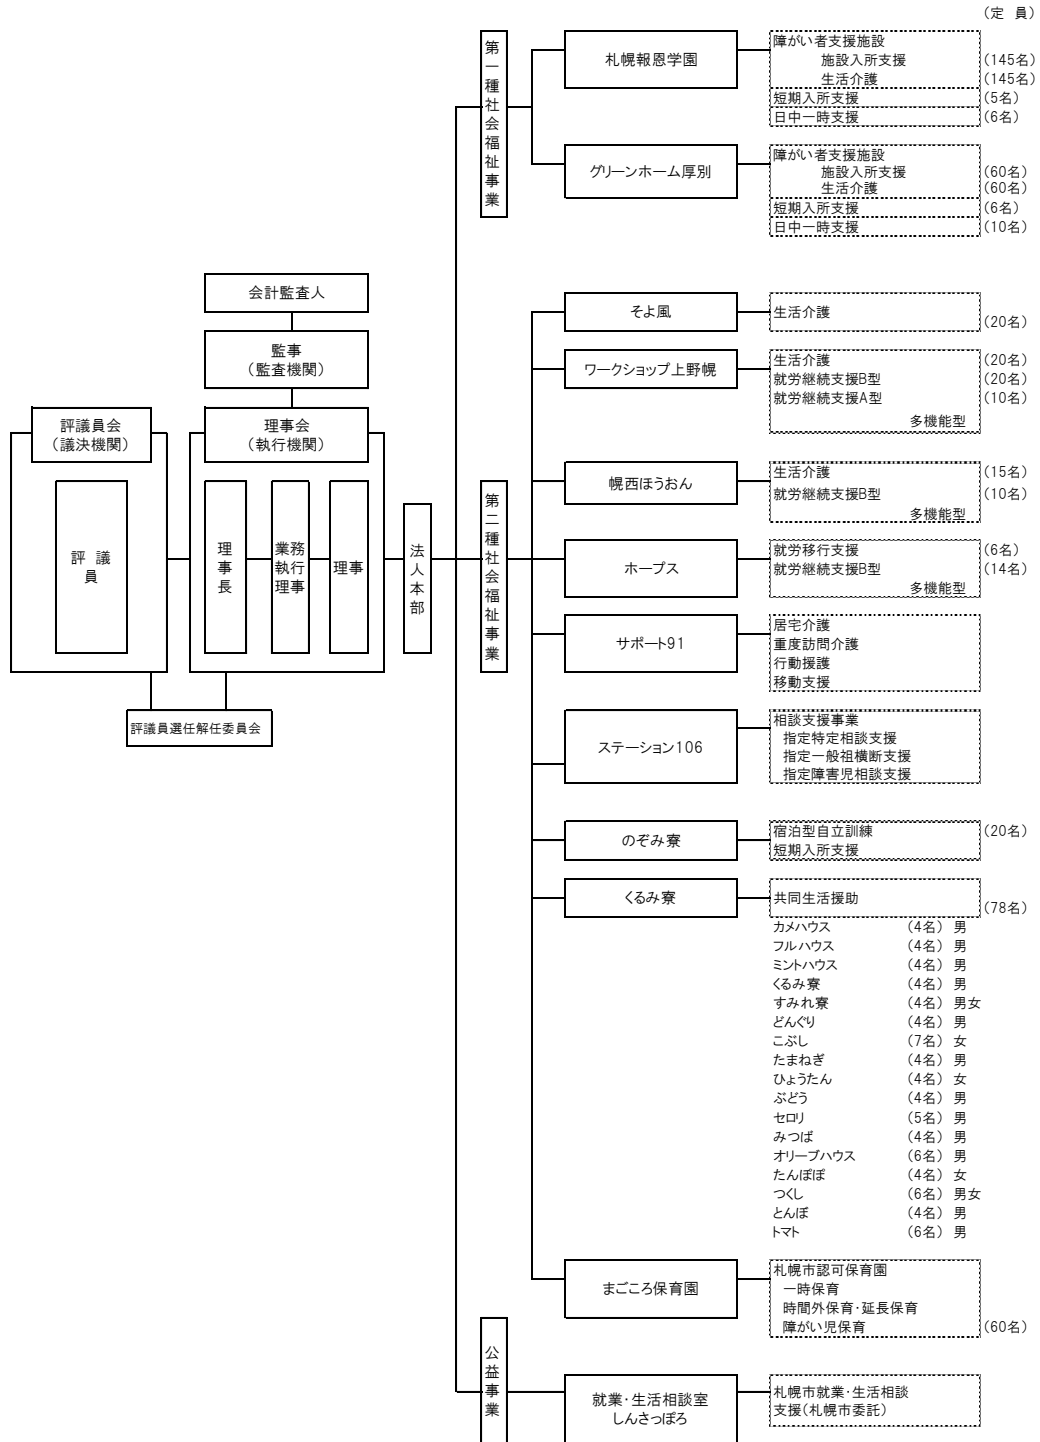 （定 員）
第一種社会福祉事業
札幌報恩学園
障がい者支援施設
施設入所支援 （145名）
生活介護 （145名）
短期入所支援 （5名）
日中一時支援 （6名）
グリーンホーム厚別
障がい者支援施設
施設入所支援 （60名）
生活介護 （60名）
短期入所支援 （6名）
日中一時支援 （10名）
会計監査人
監事
（監査機関）
評議員会
（議決機関）
理事会
（執行機関）
評 議
員
理事長
業務
執行
理事
理事
法人本部
評議員選任解任委員会
第二種社会福祉事業
そよ風
生活介護
（20名）
ワークショップ上野幌
生活介護 （20名）
就労継続支援B型 （20名）
就労継続支援A型 （10名）
多機能型
幌西ほうおん
生活介護 （15名）
就労継続支援B型 （10名）
多機能型
ホープス
就労移行支援 （6名）
就労継続支援B型 （14名）
多機能型
サポート91
居宅介護
重度訪問介護
行動援護
移動支援
ステーション106
相談支援事業
指定特定相談支援
指定一般祖横断支援
指定障害児相談支援
のぞみ寮
宿泊型自立訓練 （20名）
短期入所支援
くるみ寮
共同生活援助
（78名）
カメハウス （4名） 男
フルハウス （4名） 男
ミントハウス （4名） 男
くるみ寮 （4名） 男
すみれ寮 （4名） 男女
どんぐり （4名） 男
こぶし （7名） 女
たまねぎ （4名） 男
ひょうたん （4名） 女
ぶどう （4名） 男
セロリ （5名） 男
みつば （4名） 男
オリーブハウス （6名） 男
たんぽぽ （4名） 女
つくし （6名） 男女
とんぼ （4名） 男
トマト （6名） 男
まごころ保育園
札幌市認可保育園
一時保育
時間外保育・延長保育
障がい児保育 （60名）
公益事業
就業・生活相談室
しんさっぽろ
札幌市就業・生活相談
支援（札幌市委託）